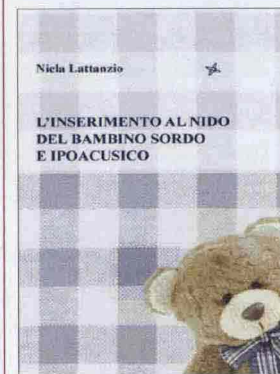 Niela Lattanzio
L'INSERIMENTO AL NIDO
DEL BAMBINO SORDO
E IPOACUSICO